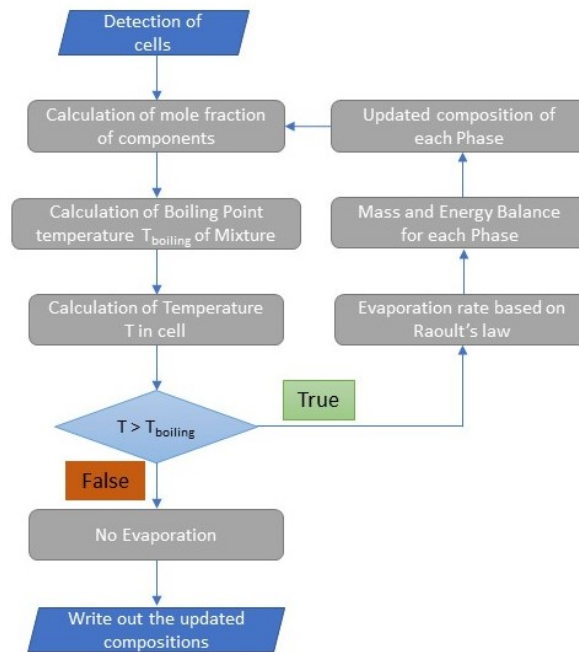 Detection of
cells
Calculation of mole fraction
of components
Updated composition of
each Phase
Calculation of Boiling Point
temperature Tboiling of Mixture
Mass and Energy Balance
for each Phase
Calculation of Temperature
T in cell
Evaporation rate based on
Raoult's law
True
T > Tboiling
False
No Evaporation
Write out the updated
compositions